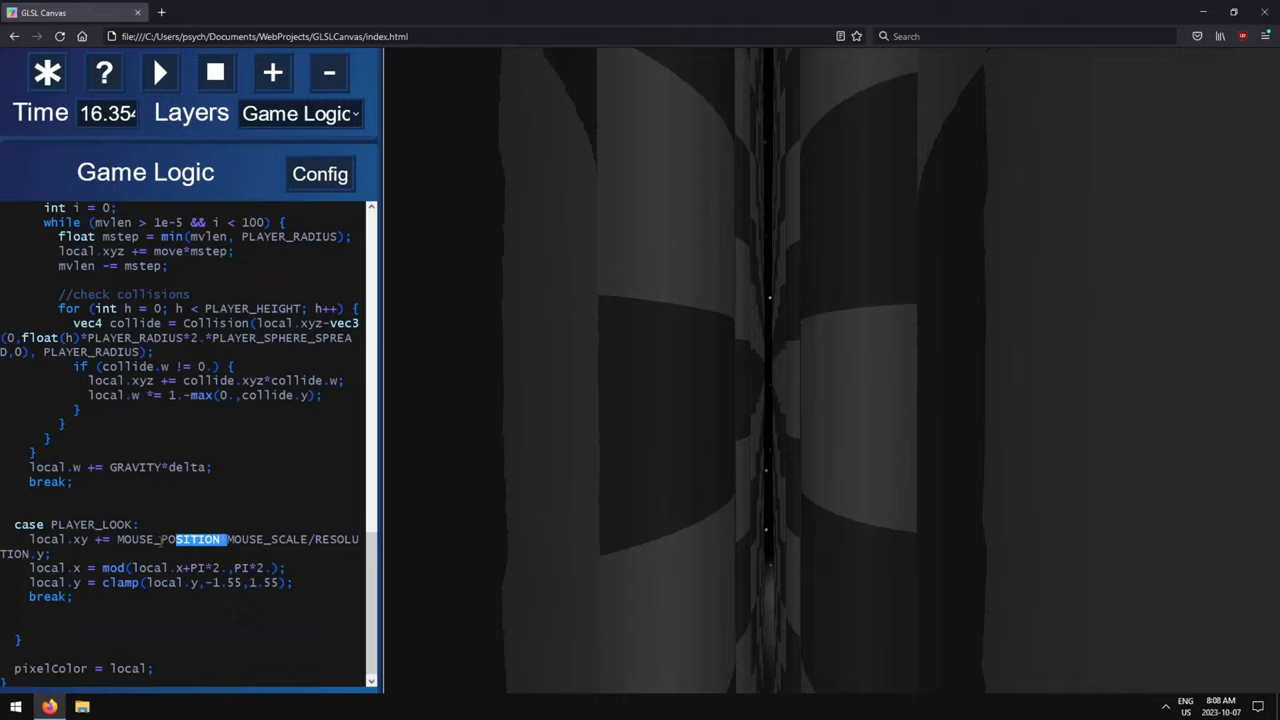 GLSL Canvas
file:///C:/Users/psych/Documents/WebProjects/GLSLCanvas/index.html
Search
?
+
-
Time 16.354 Layers Game Logic
Game Logic Config
int i = 0;
while (mvlen > 1e-5 && i < 100) {
float mstep = min(mvlen, PLAYER_RADIUS);
local.xyz += move*mstep;
mvlen -= mstep;
//check collisions
for (int h = 0; h < PLAYER_HEIGHT; h++) {
vec4 collide = Collision(local.xyz-vec3
(0,float(h)*PLAYER_RADIUS*2.*PLAYER_SPHERE_SPREA
D,0), PLAYER_RADIUS);
if (collide.w != 0.) {
local.xyz += collide.xyz*collide.w;
local.w *= 1.-max(0.,collide.y);
}
}
}
local.w += GRAVITY*delta;
break;
case PLAYER_LOOK:
local.xy += MOUSE_POSITION*MOUSE_SCALE/RESOLU
TION.y;
local.x = mod(local.x+PI*2.,PI*2.);
local.y = clamp(local.y,-1.55,1.55);
break;
}
pixelColor = local;
}
ENG
US
8:08 AM
2023-10-07